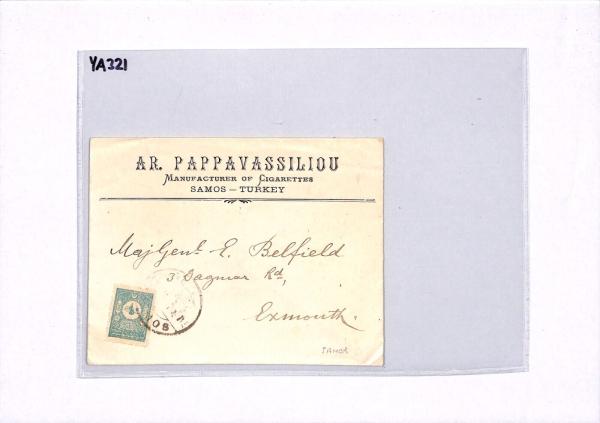 YA321
AR. PAPPAVASSILIOU
MANUFACTURER OF CIGARETTES
SAMOS – TURKEY
Maj Genl. E. Belfield
3 Dagmar Rd,
Exmouth.
SAMOS